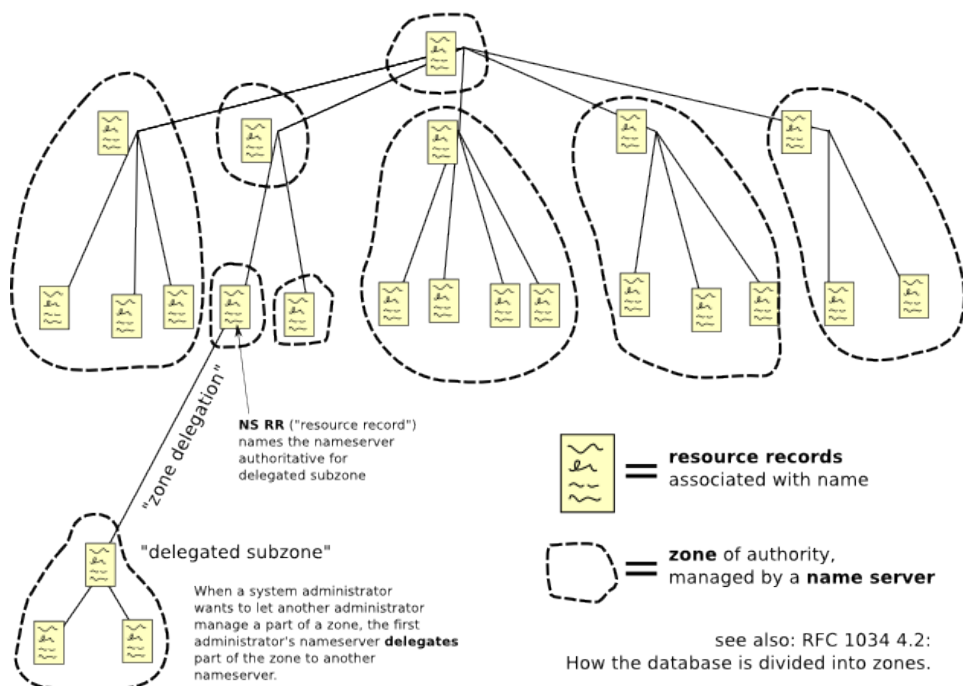 "zone delegation"
NS RR ("resource record")
names the nameserver
authoritative for
delegated subzone
"delegated subzone"
When a system administrator
wants to let another administrator
manage a part of a zone, the first
administrator's nameserver delegates
part of the zone to another
nameserver.
= resource records
associated with name
= zone of authority,
managed by a name server
see also: RFC 1034 4.2:
How the database is divided into zones.